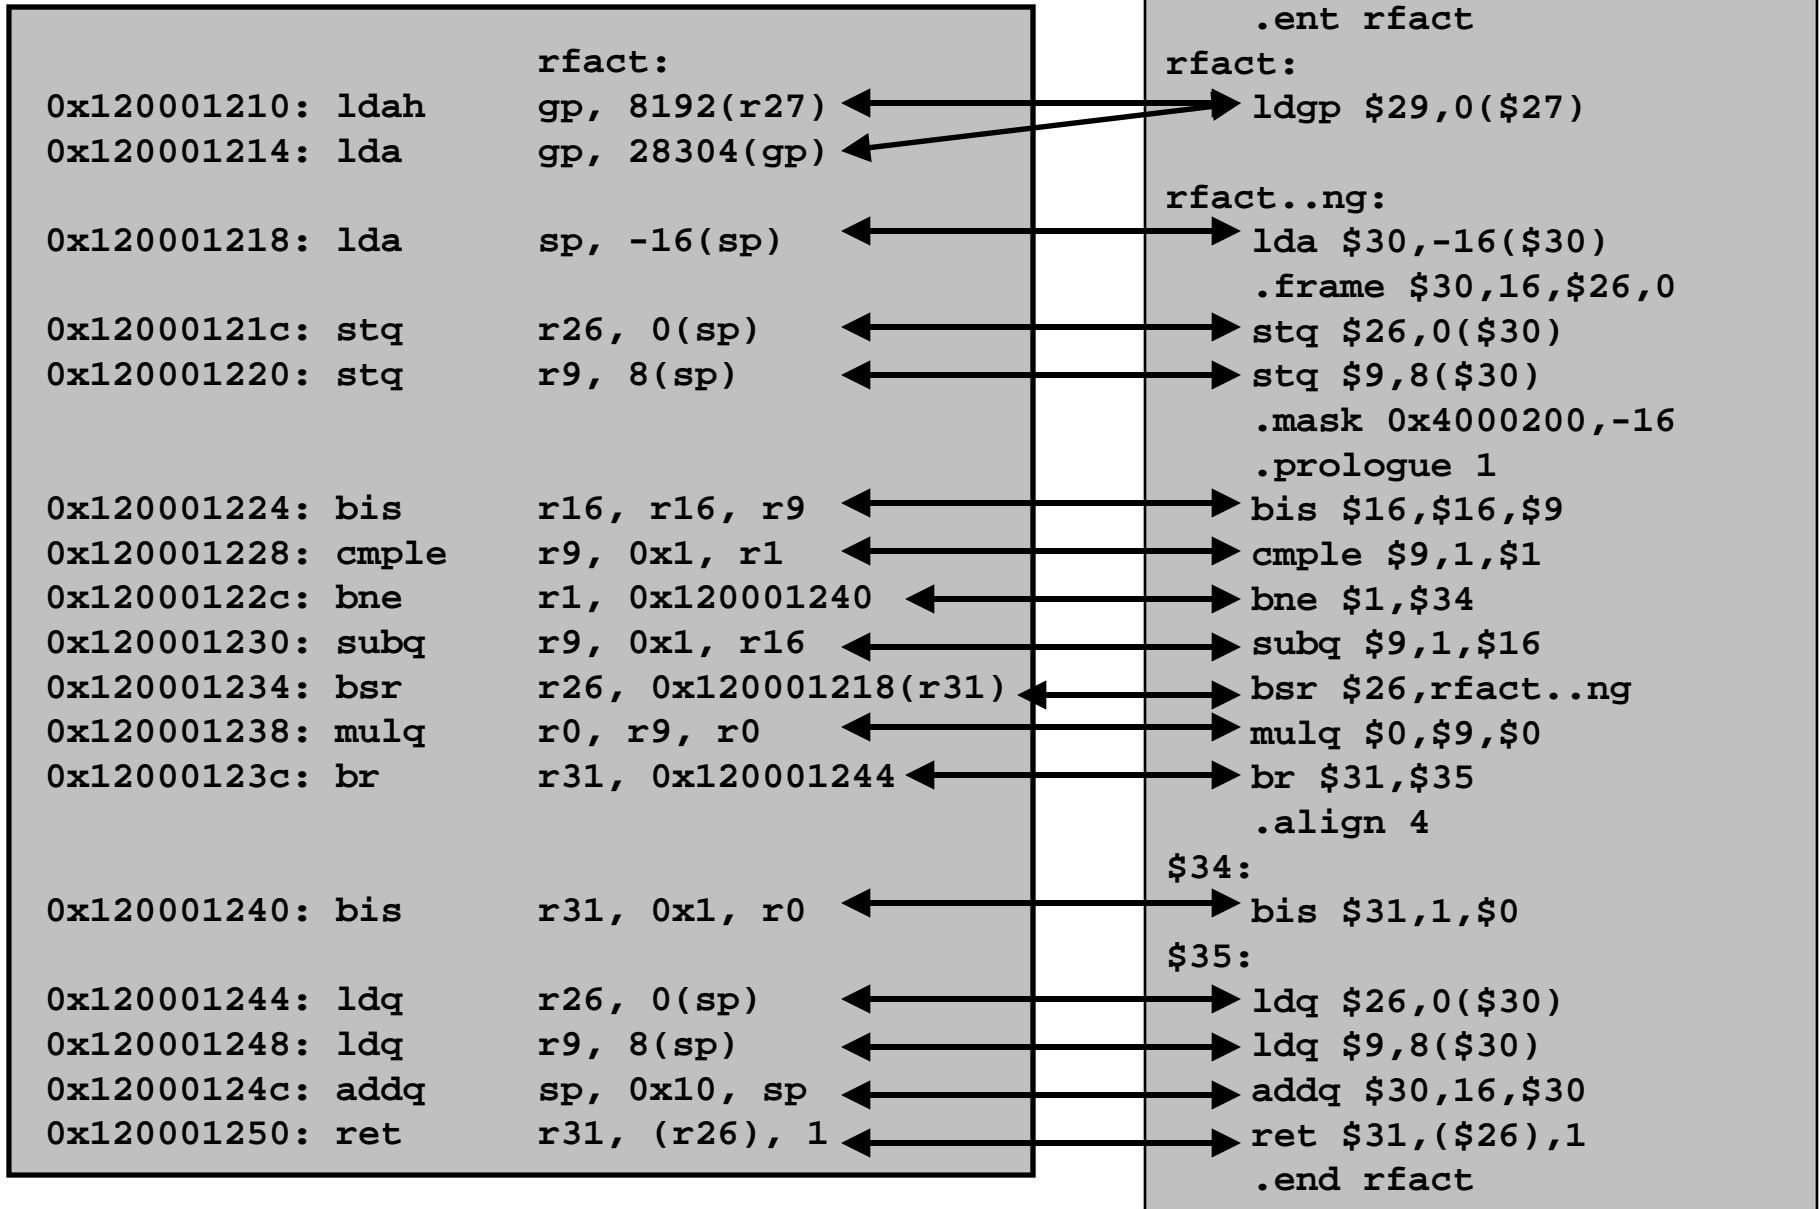 rfact:
0x120001210: ldah gp, 8192(r27)
0x120001214: lda gp, 28304(gp)
0x120001218: lda sp, -16(sp)
0x12000121c: stq r26, 0(sp)
0x120001220: stq r9, 8(sp)
0x120001224: bis r16, r16, r9
0x120001228: cmple r9, 0x1, r1
0x12000122c: bne r1, 0x120001240
0x120001230: subq r9, 0x1, r16
0x120001234: bsr r26, 0x120001218(r31)
0x120001238: mulq r0, r9, r0
0x12000123c: br r31, 0x120001244
0x120001240: bis r31, 0x1, r0
0x120001244: ldq r26, 0(sp)
0x120001248: ldq r9, 8(sp)
0x12000124c: addq sp, 0x10, sp
0x120001250: ret r31, (r26), 1
.ent rfact
rfact:
ldgp $29,0($27)
rfact..ng:
lda $30,-16($30)
.frame $30,16,$26,0
stq $26,0($30)
stq $9,8($30)
.mask 0x4000200,-16
.prologue 1
bis $16,$16,$9
cmple $9,1,$1
bne $1,$34
subq $9,1,$16
bsr $26,rfact..ng
mulq $0,$9,$0
br $31,$35
.align 4
$34:
bis $31,1,$0
$35:
ldq $26,0($30)
ldq $9,8($30)
addq $30,16,$30
ret $31,($26),1
.end rfact